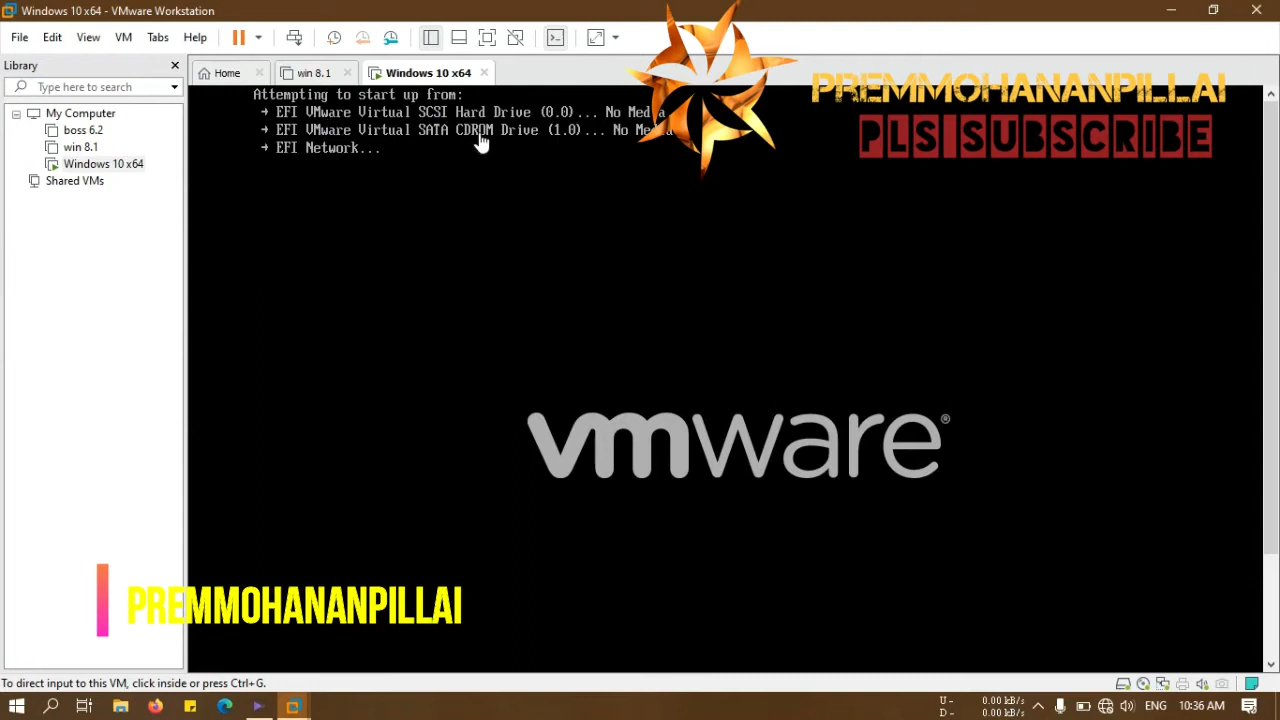 Windows 10 x64 - VMware Workstation
File Edit View VM Tabs Help
PREMMOHANANPILLAI
PLS SUBSCRIBE
Library
Type here to search
My Computer
boss 6.2
win 8.1
Windows 10 x64
Shared VMs
Home win 8.1 Windows 10 x64
Attempting to start up from:
→ EFI VMware Virtual SCSI Hard Drive (0.0)... No Media.
→ EFI VMware Virtual SATA CDROM Drive (1.0)... No Media
→ EFI Network...
vmware®
PREMMOHANANPILLAI
To direct input to this VM, click inside or press Ctrl+G.
U - 0.00 kB/s
D - 0.00 kB/s
ENG 10:36 AM